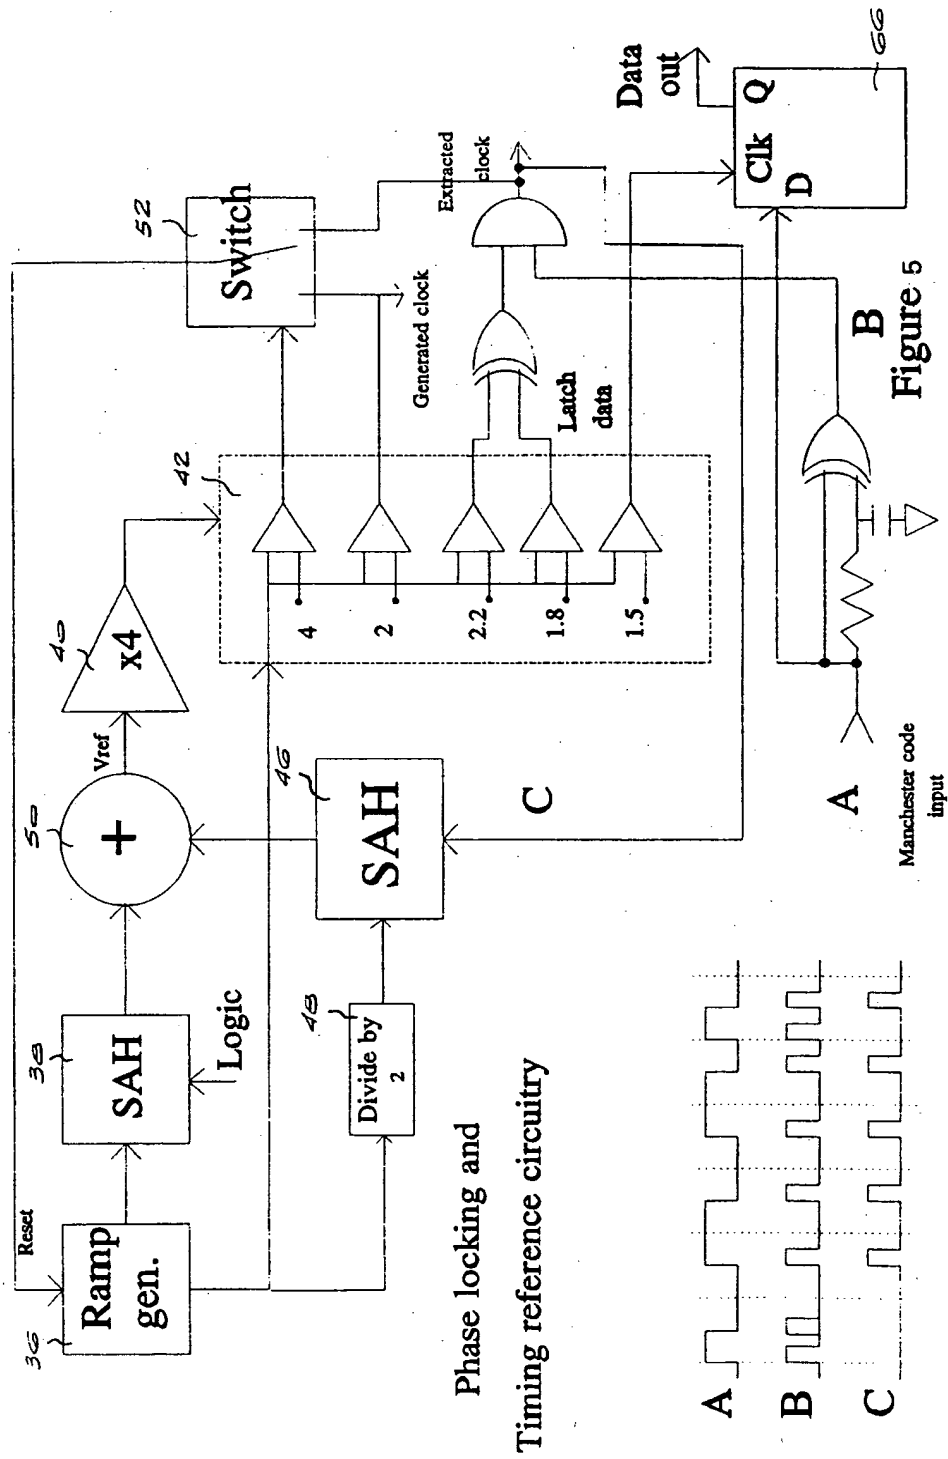 Reset
36
Ramp
gen.
38
SAH
Logic
50
+
Vref
40
x4
52
Switch
48
Divide by
2
46
SAH
C
42
4
2
2.2
1.8
1.5
Generated clock
Extracted
clock
Latch
data
Data
out
Clk
Q
D
66
B
A
Manchester code
input
Phase locking and
Timing reference circuitry
A
B
C
Figure 5